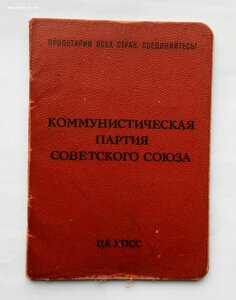 ПРОЛЕТАРИИ ВСЕХ СТРАН, СОЕДИНЯЙТЕСЬ!
КОММУНИСТИЧЕСКАЯ
ПАРТИЯ
СОВЕТСКОГО СОЮЗА
ЦК КПСС